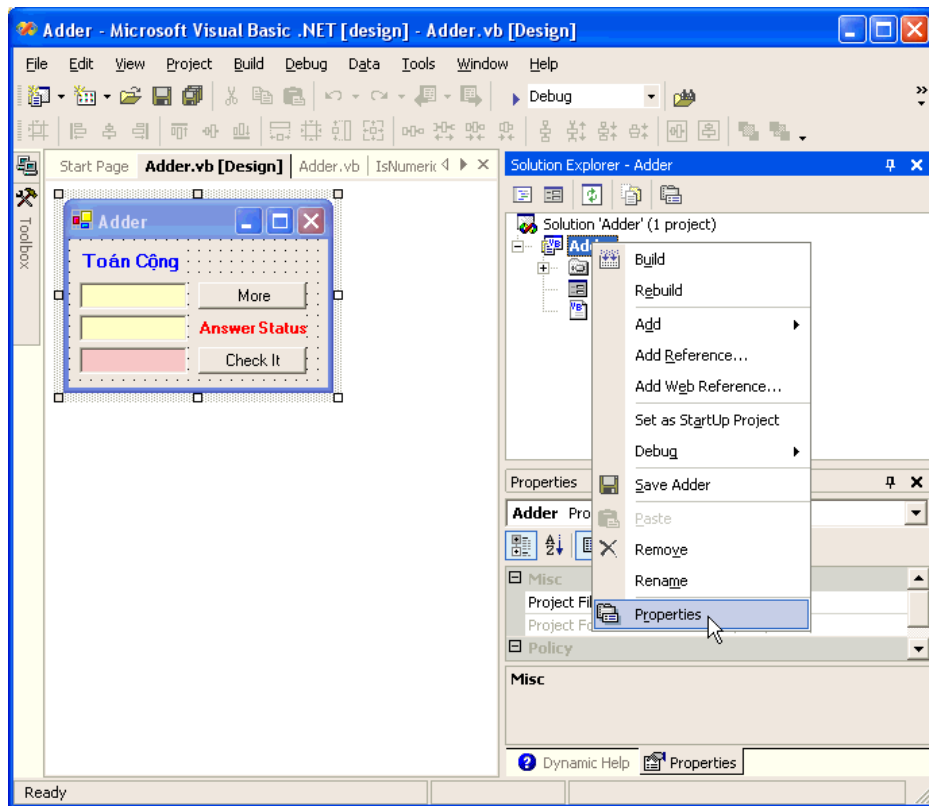 Adder - Microsoft Visual Basic .NET [design] - Adder.vb [Design]
File Edit View Project Build Debug Data Tools Window Help
Debug
Start Page Adder.vb [Design] Adder.vb IsNumeric
Toolbox
Adder
Toán Cộng
More
Answer Status
Check It
Solution Explorer - Adder
Solution 'Adder' (1 project)
Build
Rebuild
Add
Add Reference...
Add Web Reference...
Set as StartUp Project
Debug
Save Adder
Paste
Remove
Rename
Properties
Properties
Adder Pro
Misc
Project Fil
Project Fo
Policy
Misc
Dynamic Help Properties
Ready